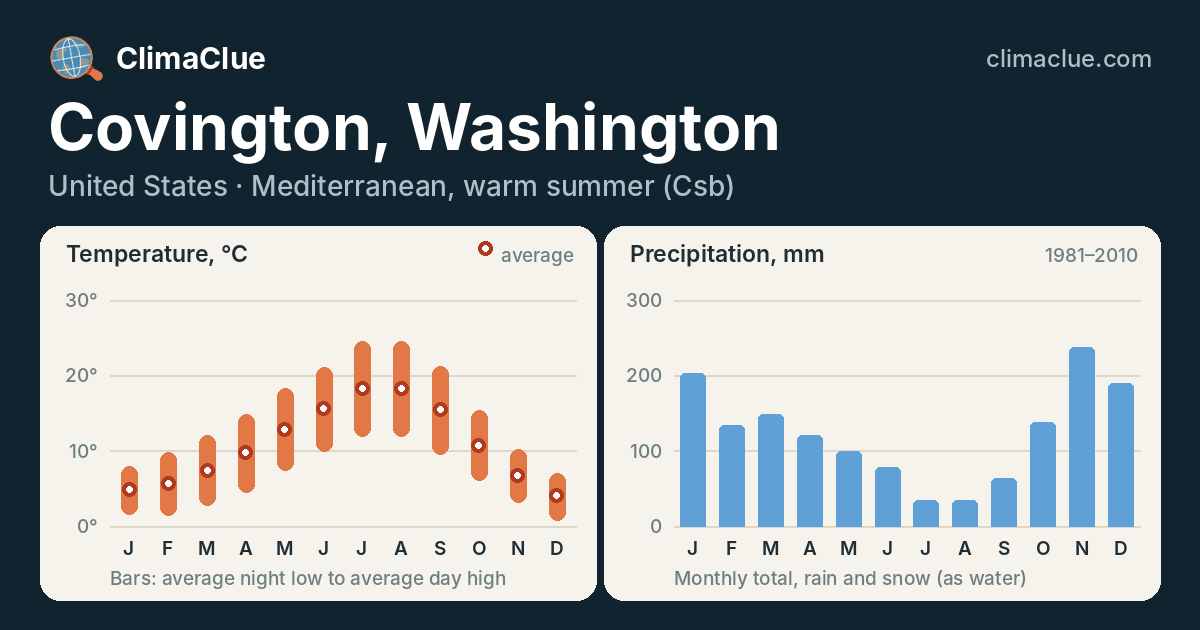 ClimaClue
climaclue.com
Covington, Washington
United States · Mediterranean, warm summer (Csb)
Temperature, °C
average
30°
20°
10°
0°
J F M A M J J A S O N D
Bars: average night low to average day high
Precipitation, mm
1981–2010
300
200
100
0
J F M A M J J A S O N D
Monthly total, rain and snow (as water)